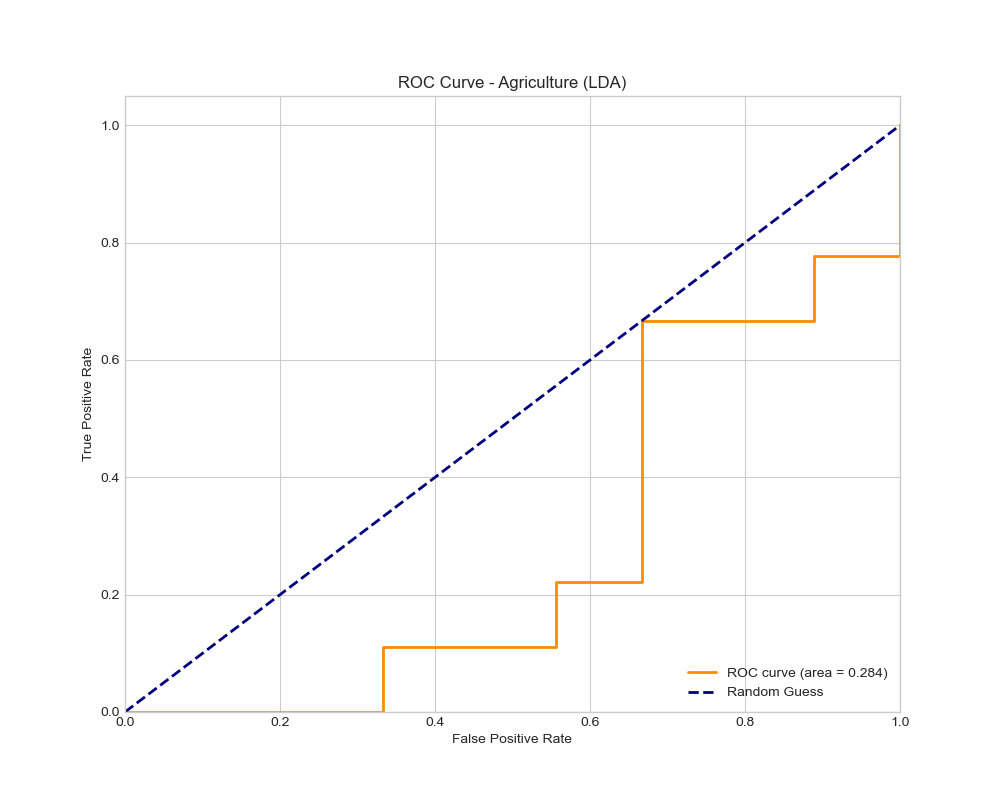 ROC Curve - Agriculture (LDA)
True Positive Rate
1.0
0.8
0.6
0.4
0.2
0.0
ROC curve (area = 0.284)
Random Guess
0.0 0.2 0.4 0.6 0.8 1.0
False Positive Rate